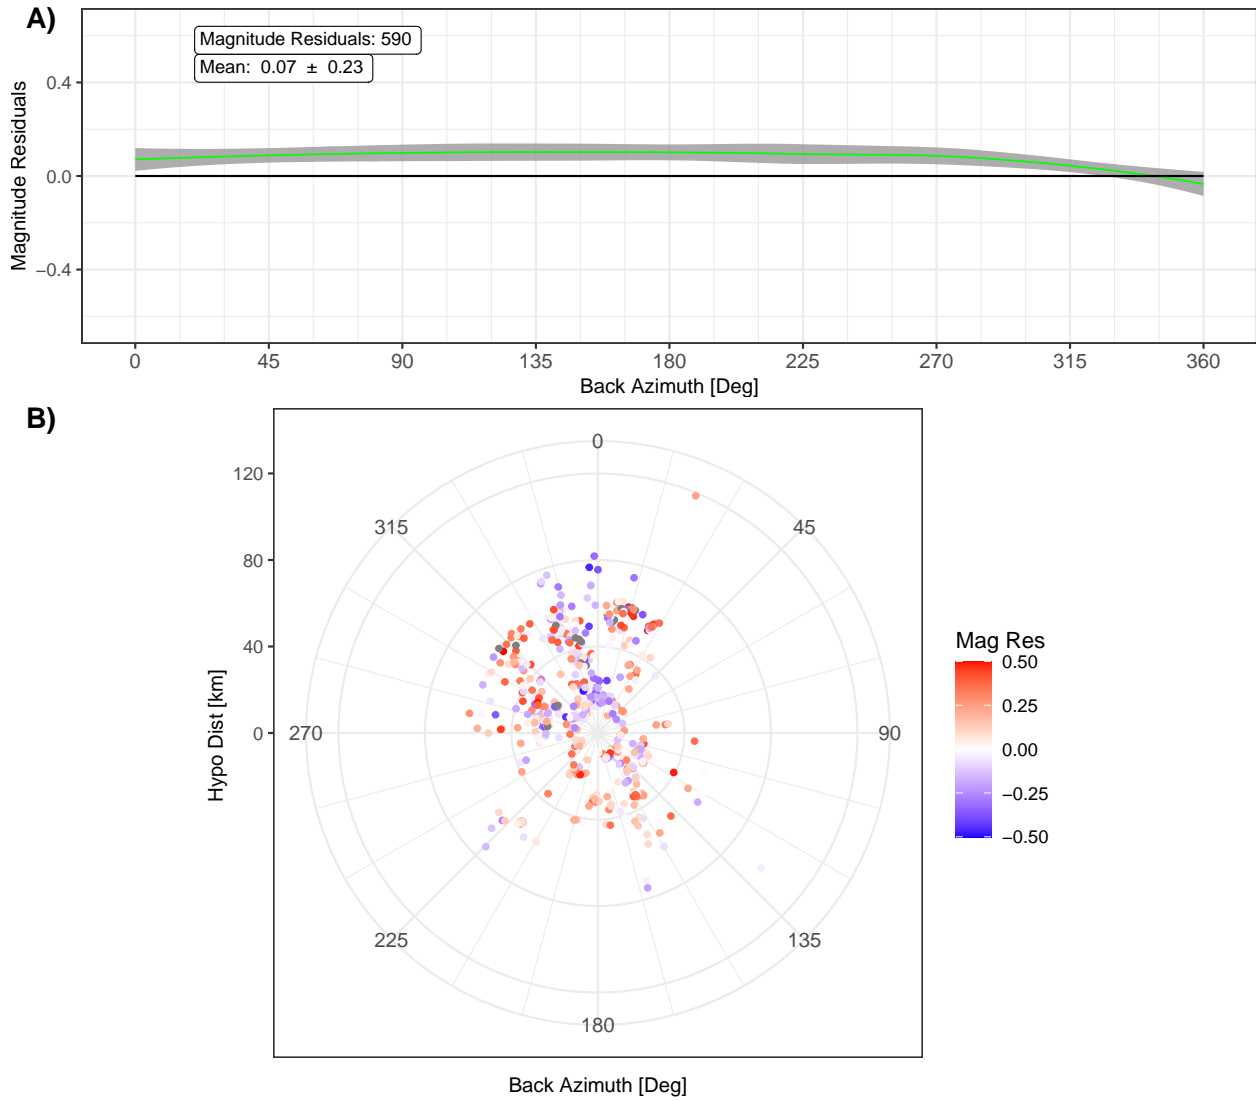 A)
Magnitude Residuals: 590
Mean:  0.07  ±  0.23
Magnitude Residuals
0.4
0.0
−0.4
0 45 90 135 180 225 270 315 360
Back Azimuth [Deg]
B)
Hypo Dist [km]
120
80
40
0
0
45
90
135
180
225
270
315
Back Azimuth [Deg]
Mag Res
0.50
0.25
0.00
−0.25
−0.50